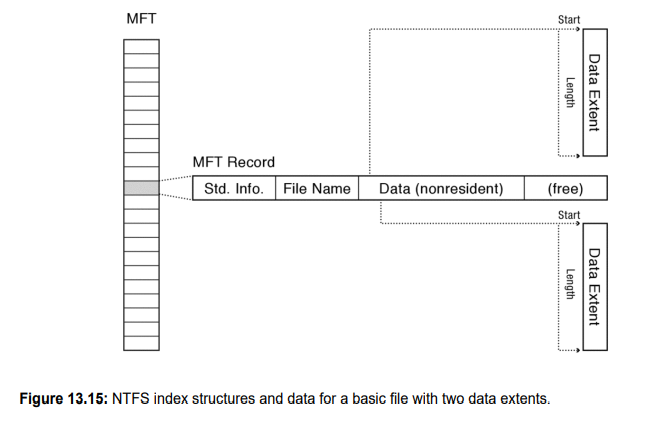 MFT
Start
Length
Data Extent
MFT Record
Std. Info.
File Name
Data (nonresident)
(free)
Start
Length
Data Extent
Figure 13.15: NTFS index structures and data for a basic file with two data extents.